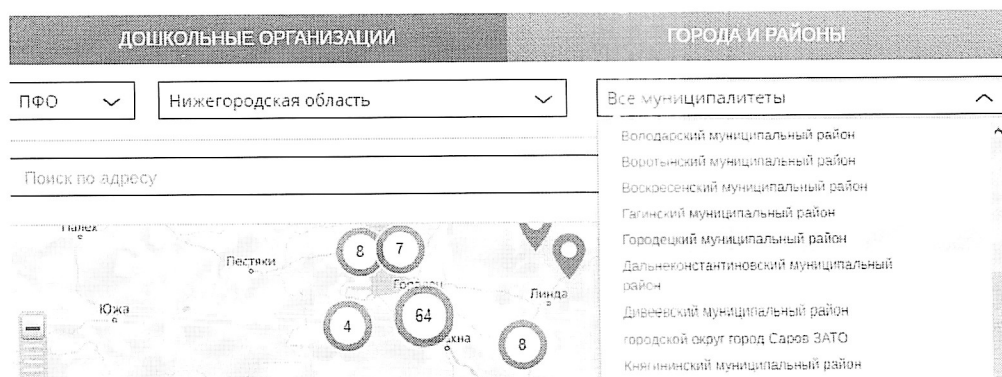 ДОШКОЛЬНЫЕ ОРГАНИЗАЦИИ
ГОРОДА И РАЙОНЫ
ПФО
Нижегородская область
Все муниципалитеты
Володарский муниципальный район
Воротынский муниципальный район
Воскресенский муниципальный район
Гагинский муниципальный район
Городецкий муниципальный район
Дальнеконстантиновский муниципальный
район
Дивеевский муниципальный район
городской округ город Саров ЗАТО
Княгининский муниципальный район
Поиск по адресу
Палех
Пестяки
8
7
Линда
Южа
4
64
8